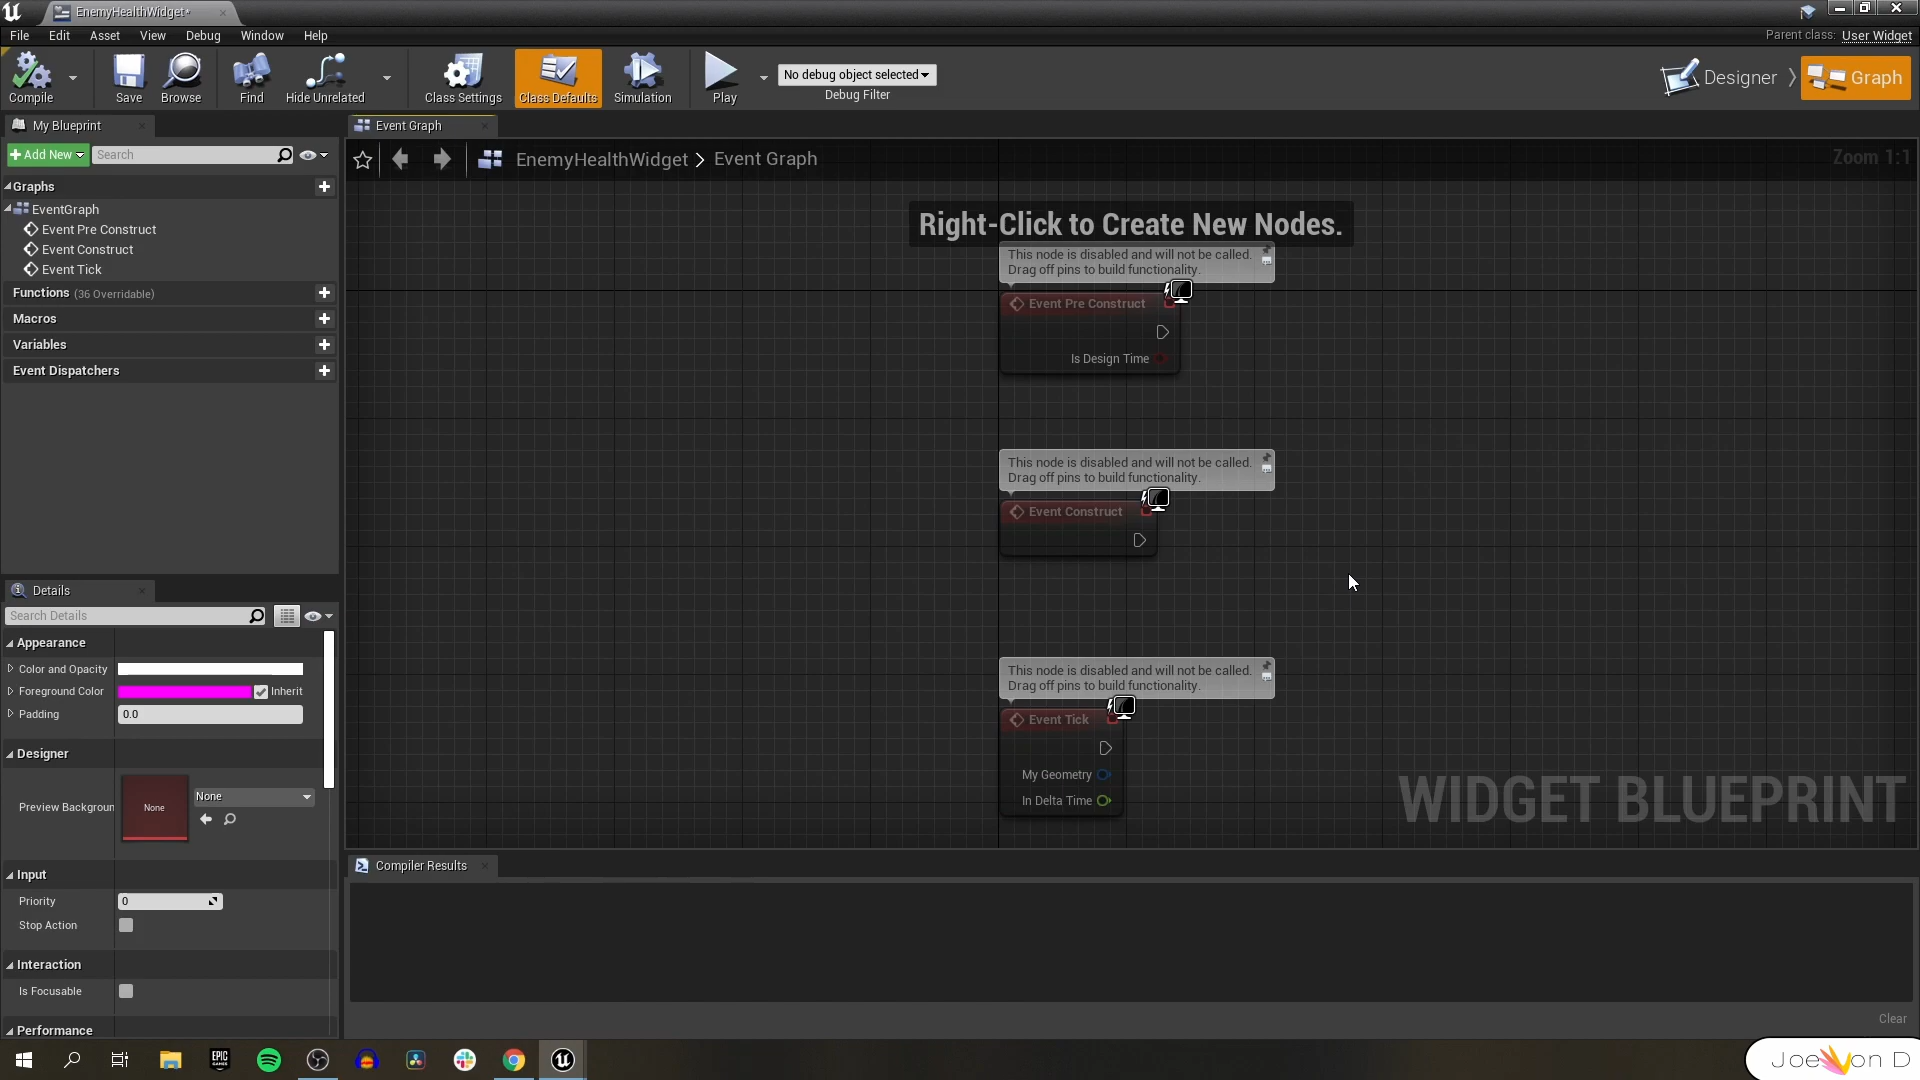 EnemyHealthWidget*
File Edit Asset View Debug Window Help
Parent class: User Widget
Compile
Save
Browse
Find
Hide Unrelated
Class Settings
Class Defaults
Simulation
Play
No debug object selected
Debug Filter
Designer
Graph
My Blueprint
Event Graph
Add New
Search
EnemyHealthWidget > Event Graph
Zoom 1:1
Graphs
EventGraph
Event Pre Construct
Event Construct
Event Tick
Functions (36 Overridable)
Macros
Variables
Event Dispatchers
Right-Click to Create New Nodes.
This node is disabled and will not be called.
Drag off pins to build functionality.
Event Pre Construct
Is Design Time
This node is disabled and will not be called.
Drag off pins to build functionality.
Event Construct
This node is disabled and will not be called.
Drag off pins to build functionality.
Event Tick
My Geometry
In Delta Time
WIDGET BLUEPRINT
Details
Search Details
Appearance
Color and Opacity
Foreground Color
Inherit
Padding
0.0
Designer
Preview Backgroun
None
None
Input
Priority
0
Stop Action
Interaction
Is Focusable
Performance
Compiler Results
Clear
EPIC
GAMES